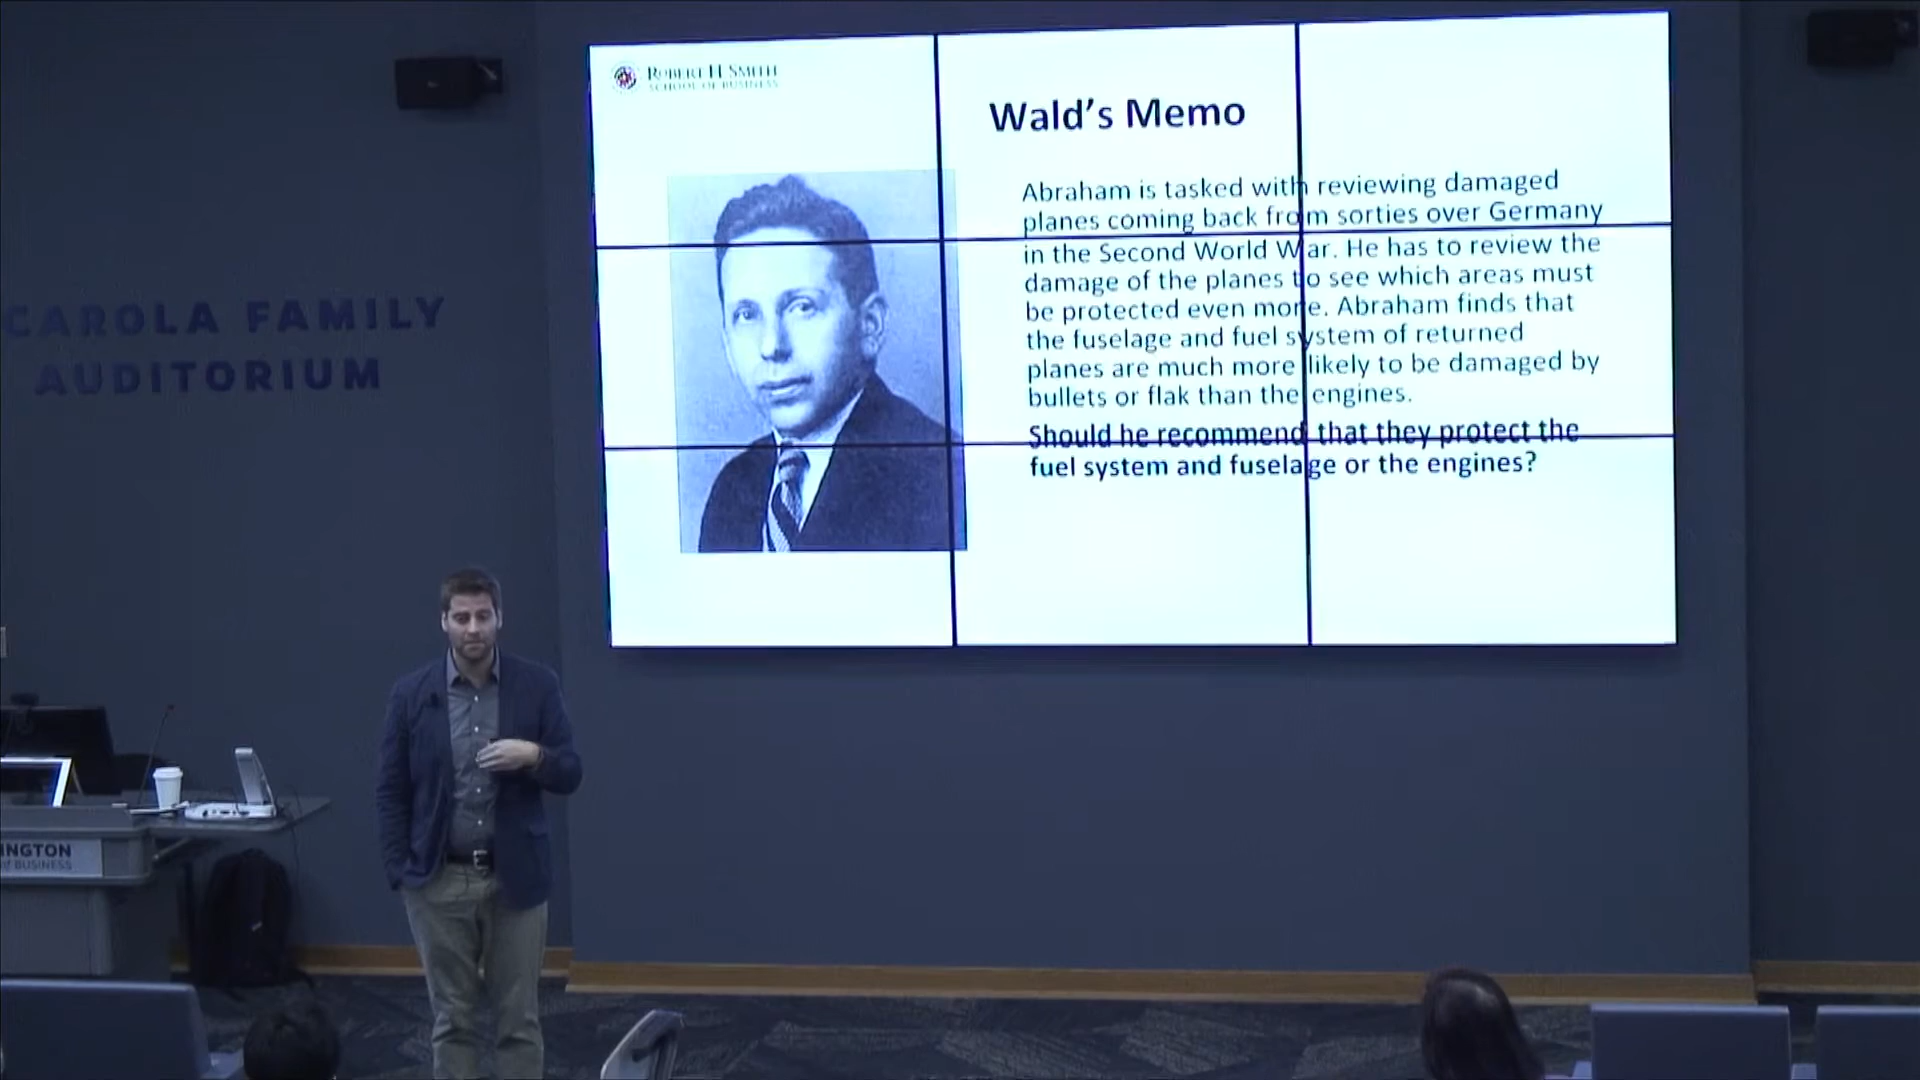 ROBERT H. SMITH
SCHOOL OF BUSINESS
Wald's Memo
Abraham is tasked with reviewing damaged
planes coming back from sorties over Germany
in the Second World War. He has to review the
damage of the planes to see which areas must
be protected even more. Abraham finds that
the fuselage and fuel system of returned
planes are much more likely to be damaged by
bullets or flak than the engines.
Should he recommend that they protect the
fuel system and fuselage or the engines?
CAROLA FAMILY
AUDITORIUM
INGTON
of BUSINESS